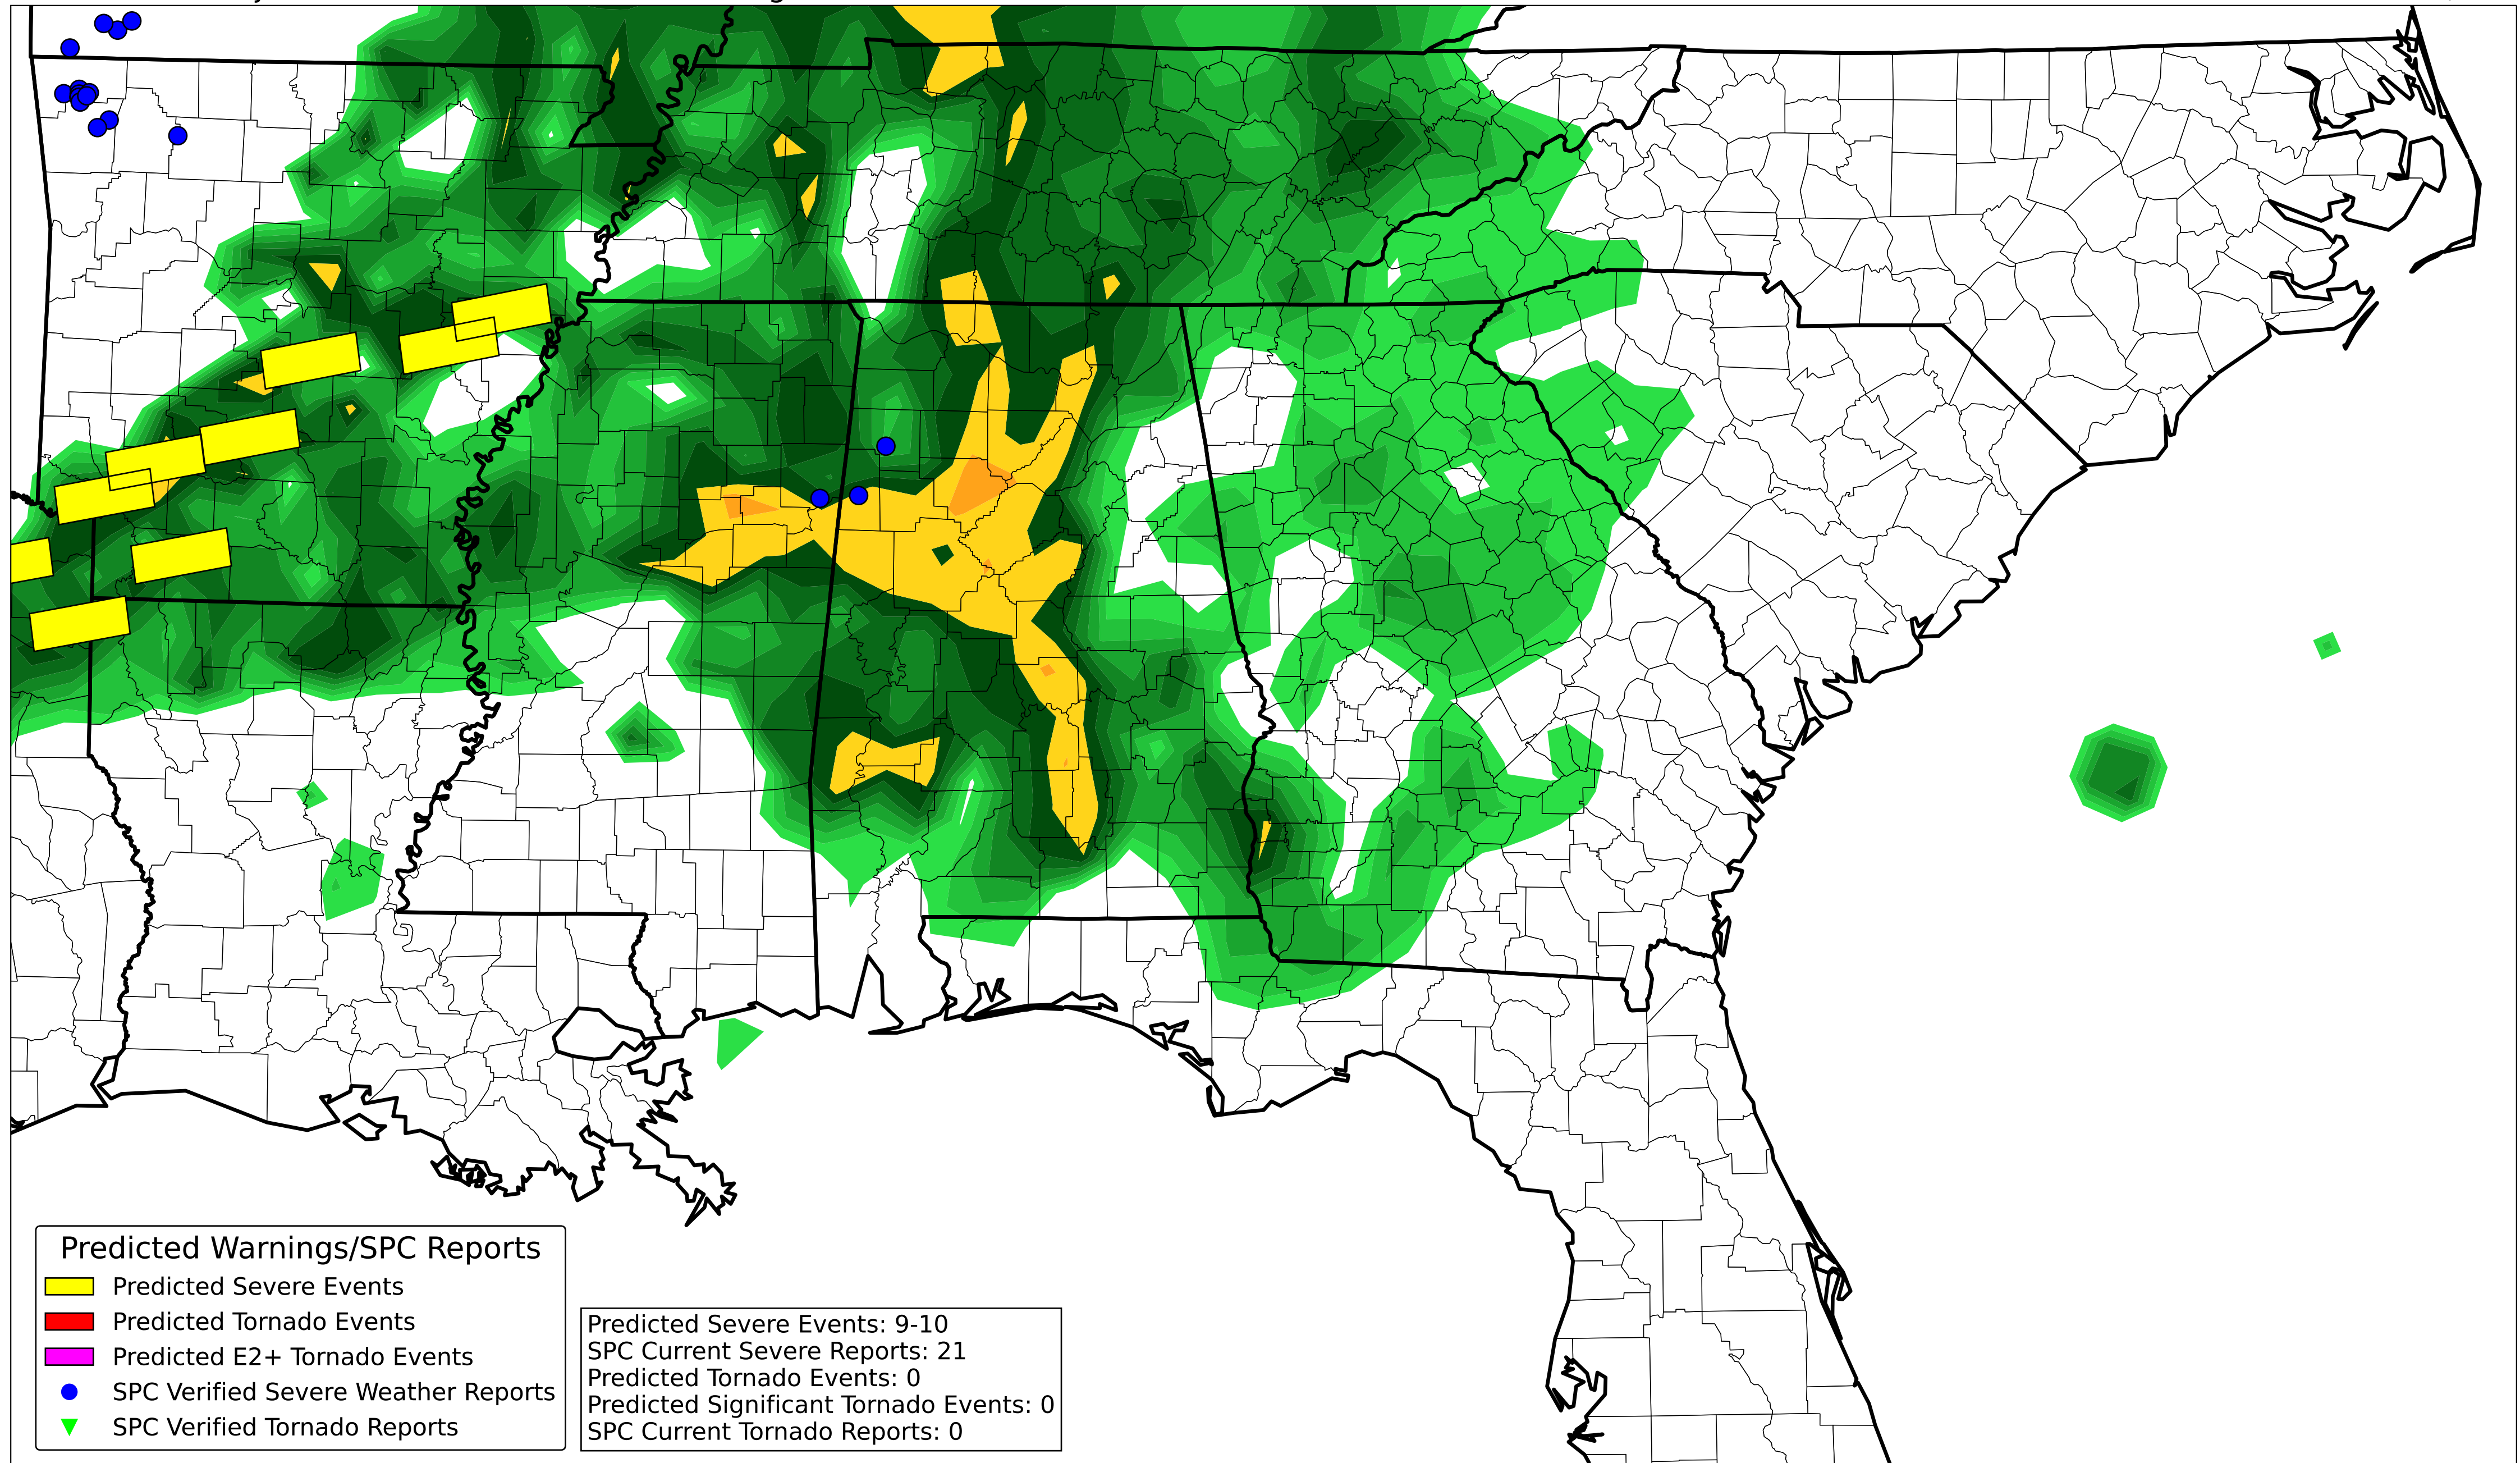 Predicted Warnings/SPC Reports
Predicted Severe Events
Predicted Tornado Events
Predicted E2+ Tornado Events
SPC Verified Severe Weather Reports
SPC Verified Tornado Reports
Predicted Severe Events: 9-10
SPC Current Severe Reports: 21
Predicted Tornado Events: 0
Predicted Significant Tornado Events: 0
SPC Current Tornado Reports: 0